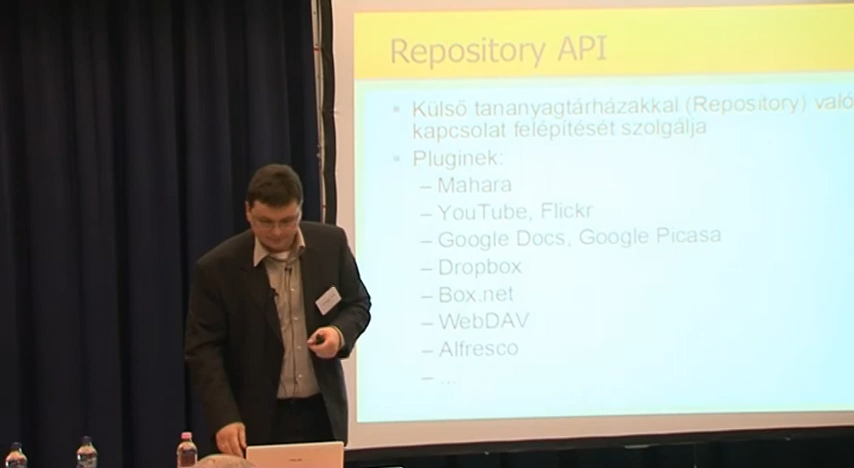 Repository API
Külső tananyagtárházakkal (Repository) való
kapcsolat felépítését szolgálja
Pluginek:
– Mahara
– YouTube, Flickr
– Google Docs, Google Picasa
– Dropbox
– Box.net
– WebDAV
– Alfresco
– ...